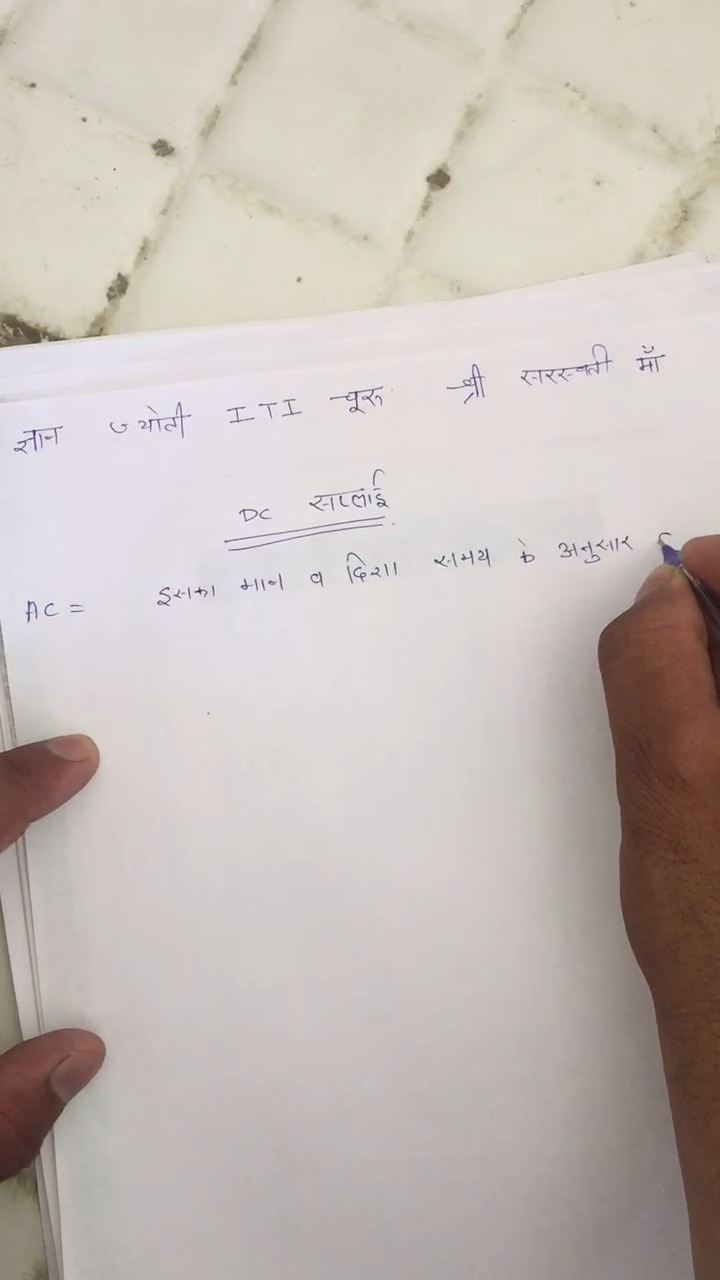 ज्ञान ज्योती ITI चूरू श्री सरस्वती माँ
DC सप्लाई
AC = इसका मान व दिशा समय के अनुसार